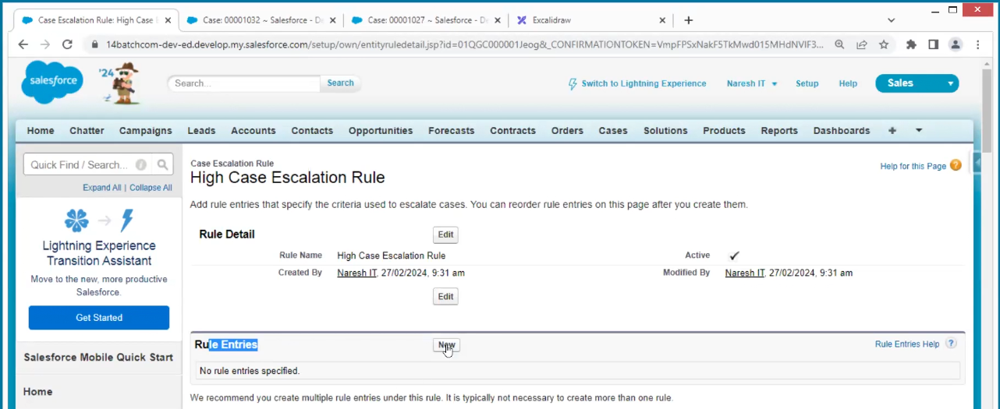 Case Escalation Rule: High Case E
Case: 00001032 ~ Salesforce - De
Case: 00001027 ~ Salesforce - De
Excalidraw
14batchcom-dev-ed.develop.my.salesforce.com/setup/own/entityruledetail.jsp?id=01QGC000001Jeog&_CONFIRMATIONTOKEN=VmpFPSxNakF5TkMwd015MHdNVlF3...
salesforce
'24
Search...
Search
Switch to Lightning Experience
Naresh IT
Setup
Help
Sales
Home Chatter Campaigns Leads Accounts Contacts Opportunities Forecasts Contracts Orders Cases Solutions Products Reports Dashboards +
Quick Find / Search...
Expand All | Collapse All
Lightning Experience
Transition Assistant
Move to the new, more productive
Salesforce.
Get Started
Salesforce Mobile Quick Start
Home
Case Escalation Rule
High Case Escalation Rule
Help for this Page ?
Add rule entries that specify the criteria used to escalate cases. You can reorder rule entries on this page after you create them.
Rule Detail
Edit
Rule Name High Case Escalation Rule Active
Created By Naresh IT, 27/02/2024, 9:31 am Modified By Naresh IT, 27/02/2024, 9:31 am
Edit
Rule Entries
New
Rule Entries Help ?
No rule entries specified.
We recommend you create multiple rule entries under this rule. It is typically not necessary to create more than one rule.